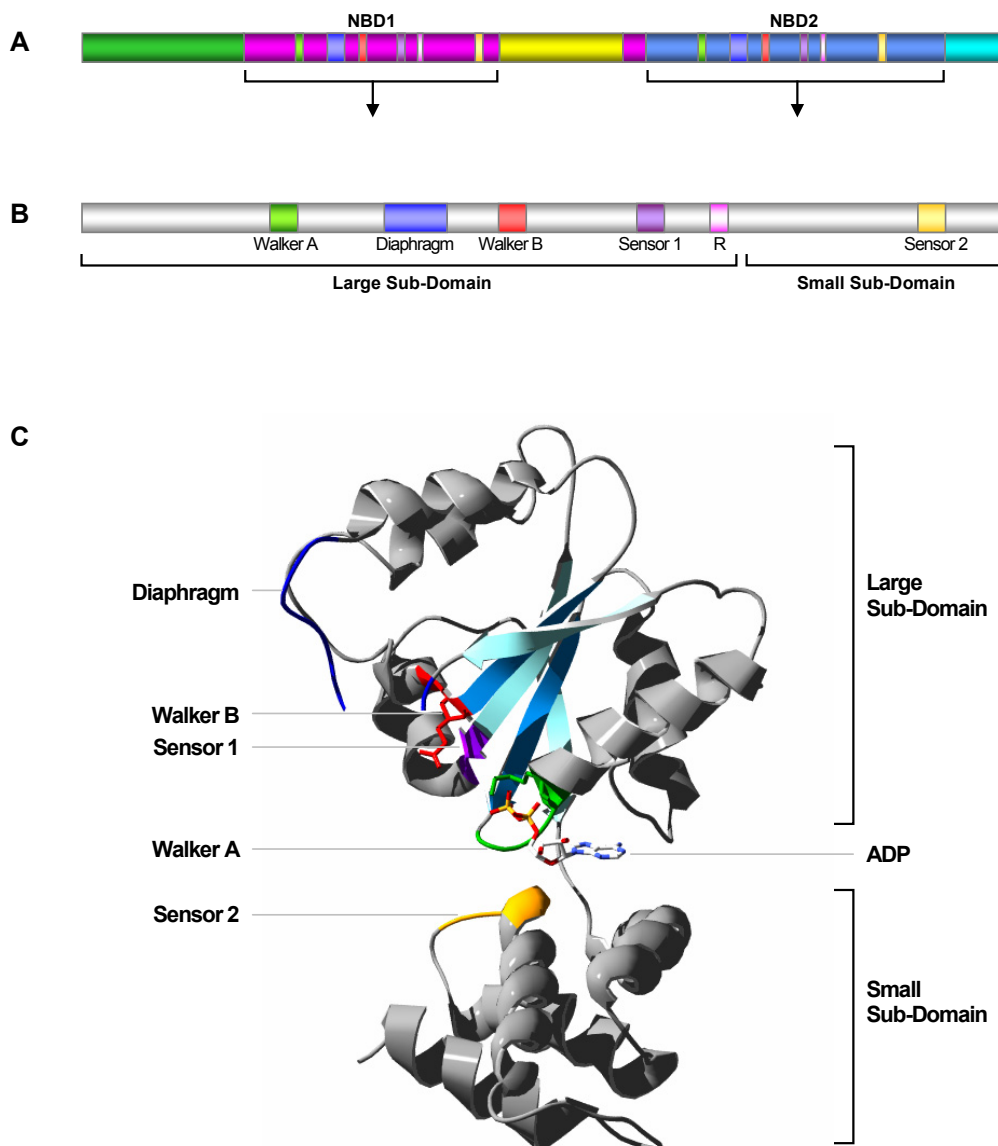 NBD1 NBD2
A
B
Walker A Diaphragm Walker B Sensor 1 R Sensor 2
Large Sub-Domain Small Sub-Domain
C
Diaphragm
Large
Sub-Domain
Walker B
Sensor 1
Walker A
ADP
Sensor 2
Small
Sub-Domain